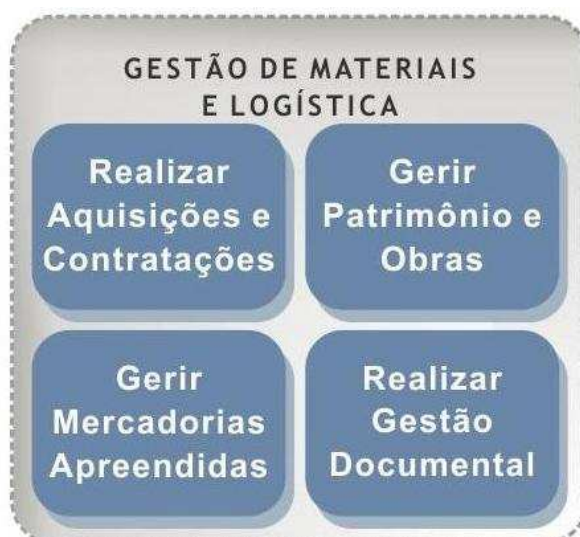 GESTÃO DE MATERIAIS
E LOGÍSTICA
Realizar
Aquisições e
Contratações
Gerir
Patrimônio e
Obras
Gerir
Mercadorias
Apreendidas
Realizar
Gestão
Documental